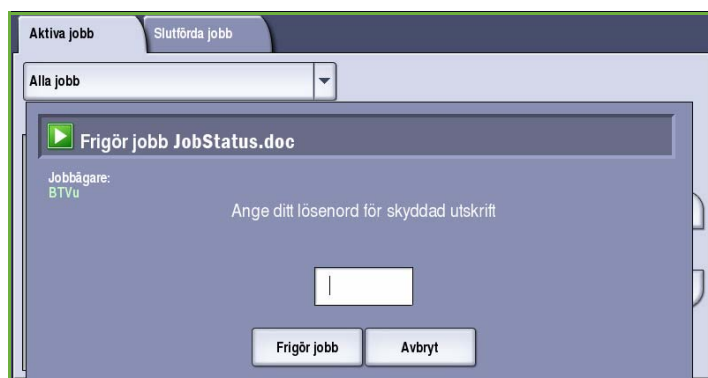 Aktiva jobb
Slutförda jobb
Alla jobb
Frigör jobb JobStatus.doc
Jobbägare:
BTVu
Ange ditt lösenord för skyddad utskrift
Frigör jobb
Avbryt